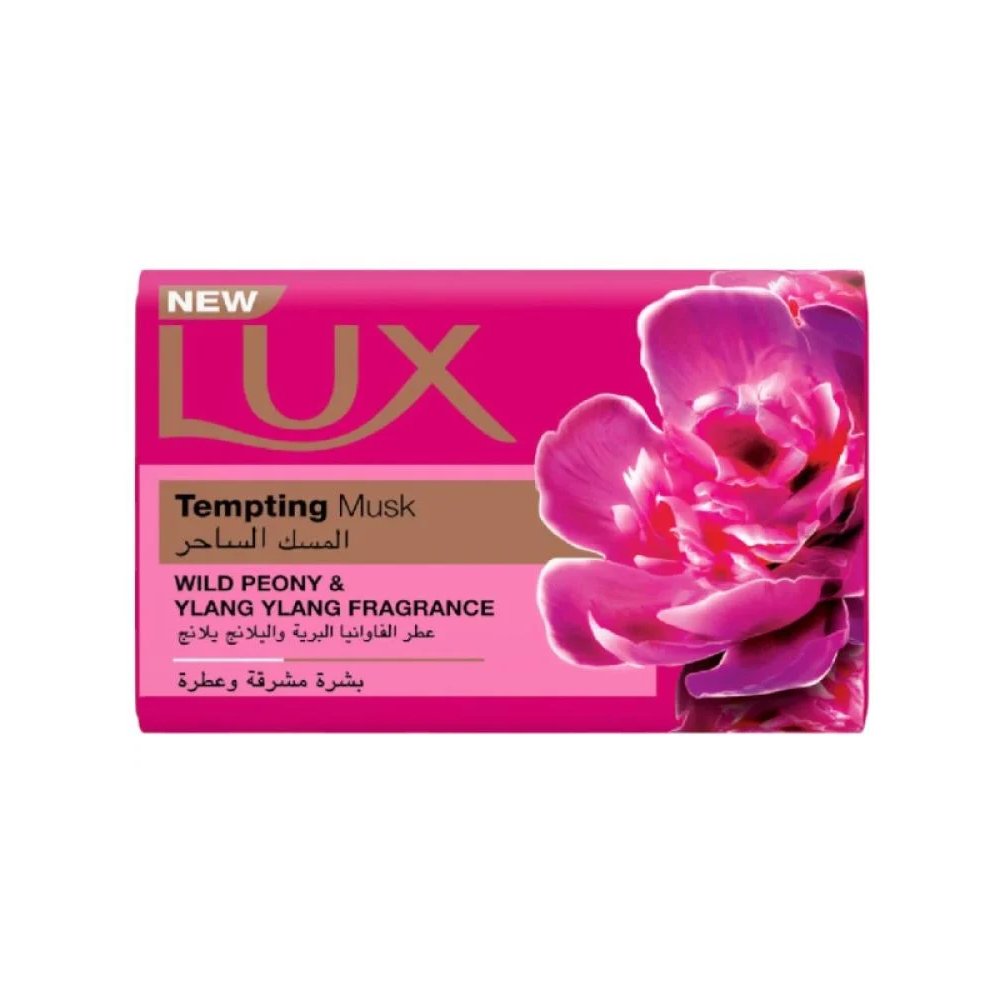 NEW
LUX
Tempting Musk
المسك الساحر
WILD PEONY &
YLANG YLANG FRAGRANCE
عطر الفاوانيا البرية واليلانج يلانج
بشرة مشرقة وعطرة